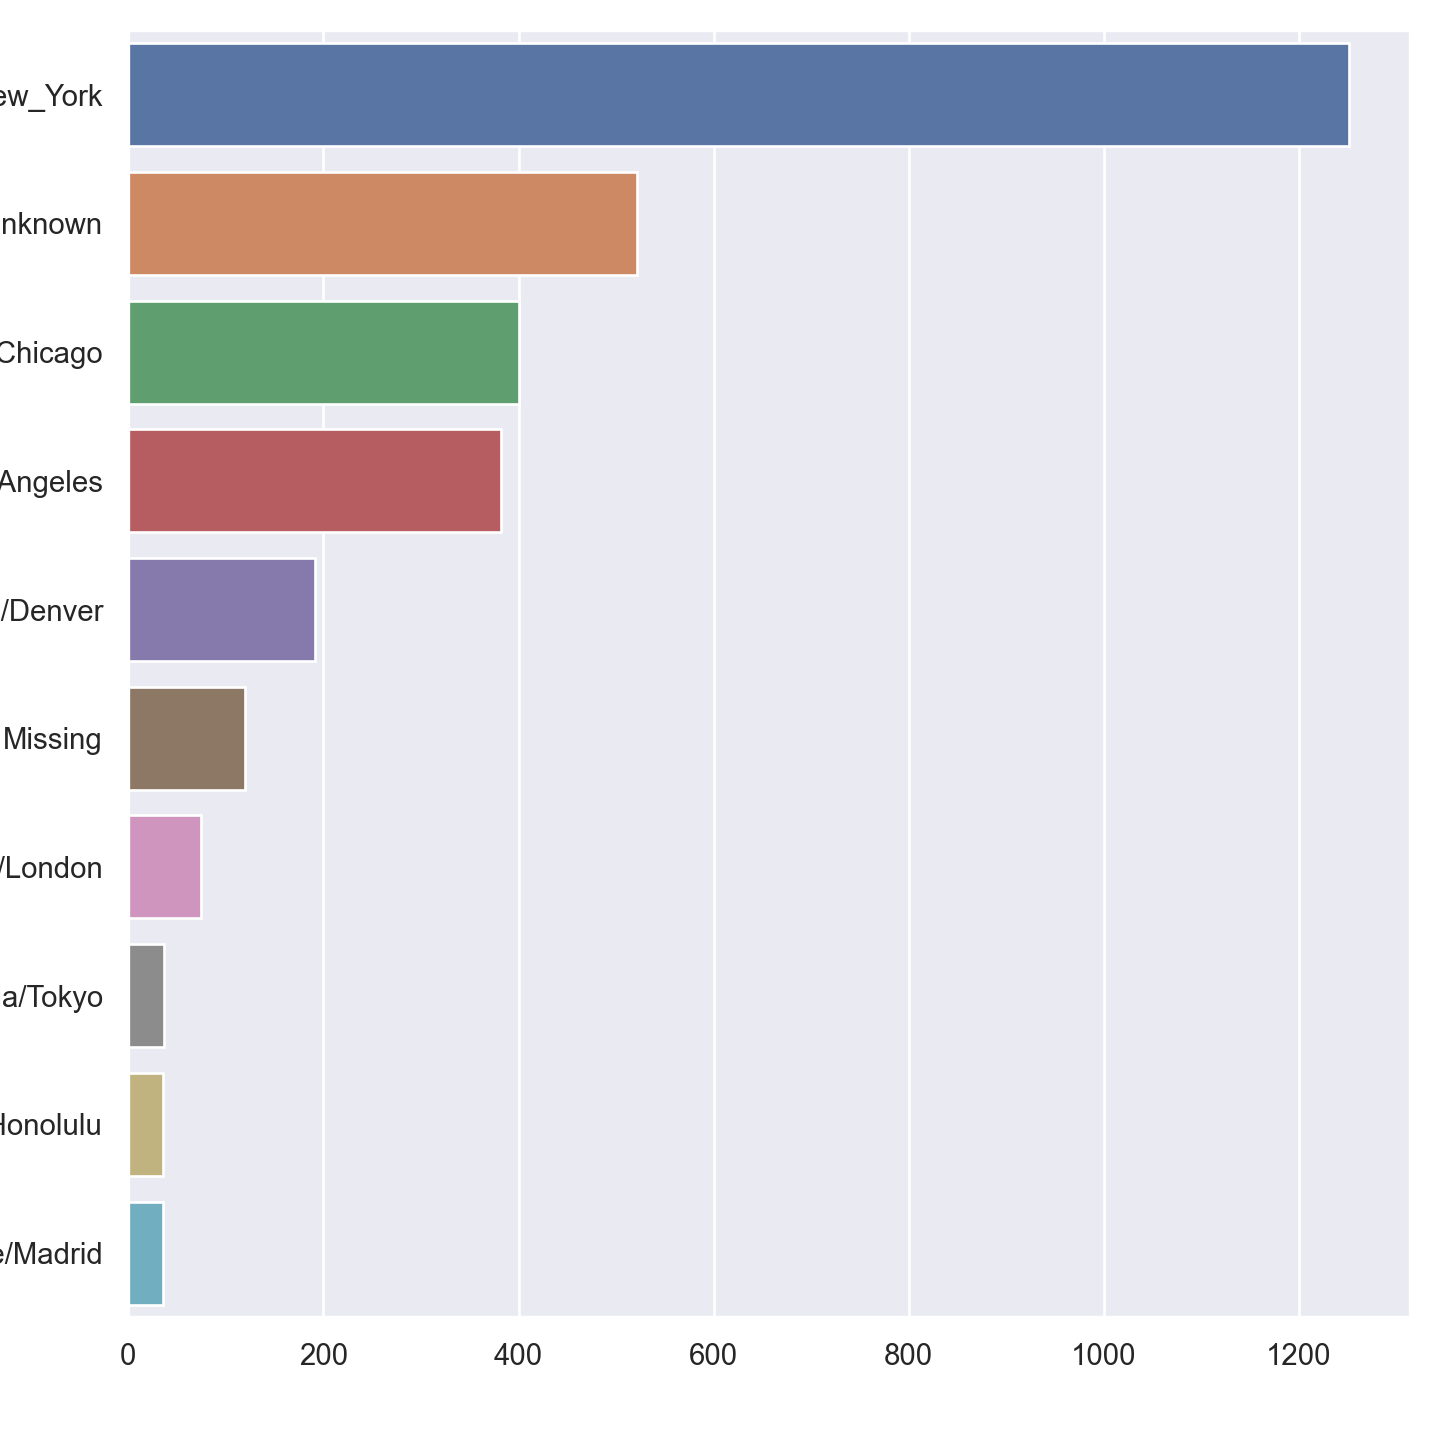 ew_York
nknown
Chicago
Angeles
/Denver
Missing
/London
a/Tokyo
Honolulu
e/Madrid
0 200 400 600 800 1000 1200